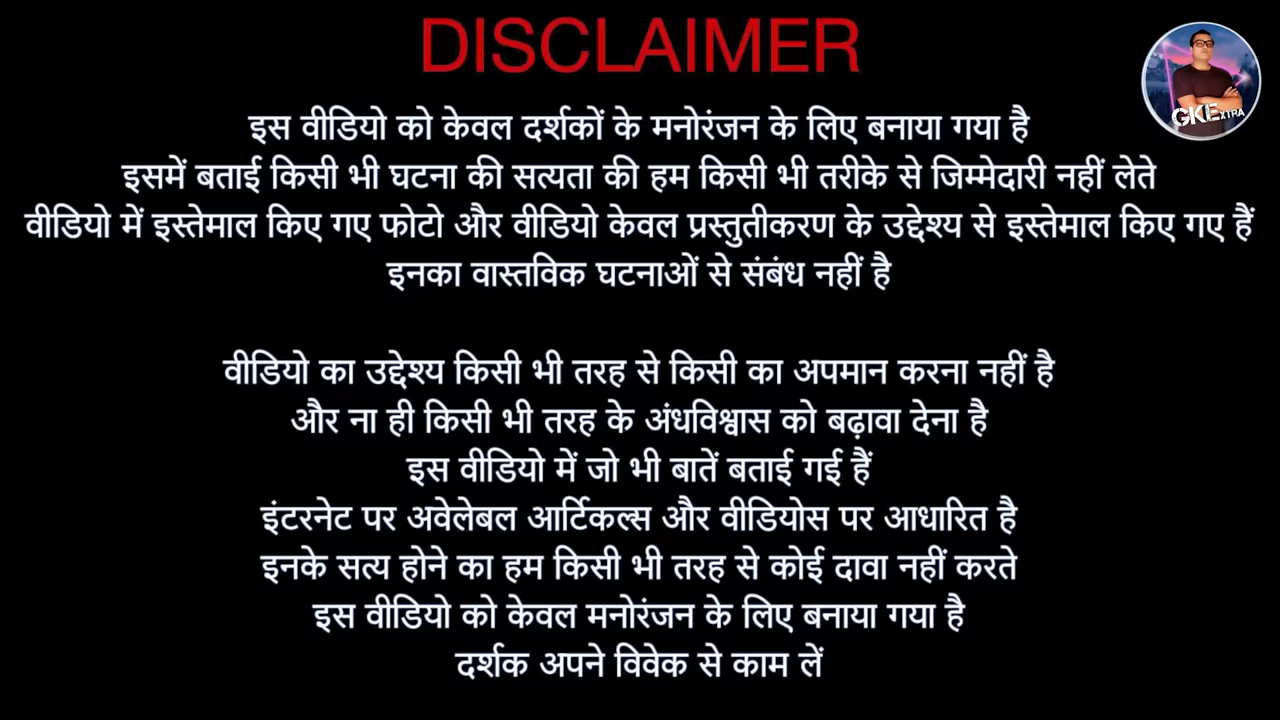 DISCLAIMER
इस वीडियो को केवल दर्शकों के मनोरंजन के लिए बनाया गया है
इसमें बताई किसी भी घटना की सत्यता की हम किसी भी तरीके से जिम्मेदारी नहीं लेते
वीडियो में इस्तेमाल किए गए फोटो और वीडियो केवल प्रस्तुतीकरण के उद्देश्य से इस्तेमाल किए गए हैं
इनका वास्तविक घटनाओं से संबंध नहीं है
वीडियो का उद्देश्य किसी भी तरह से किसी का अपमान करना नहीं है
और ना ही किसी भी तरह के अंधविश्वास को बढ़ावा देना है
इस वीडियो में जो भी बातें बताई गई हैं
इंटरनेट पर अवेलेबल आर्टिकल्स और वीडियोस पर आधारित है
इनके सत्य होने का हम किसी भी तरह से कोई दावा नहीं करते
इस वीडियो को केवल मनोरंजन के लिए बनाया गया है
दर्शक अपने विवेक से काम लें
GKEXTRA